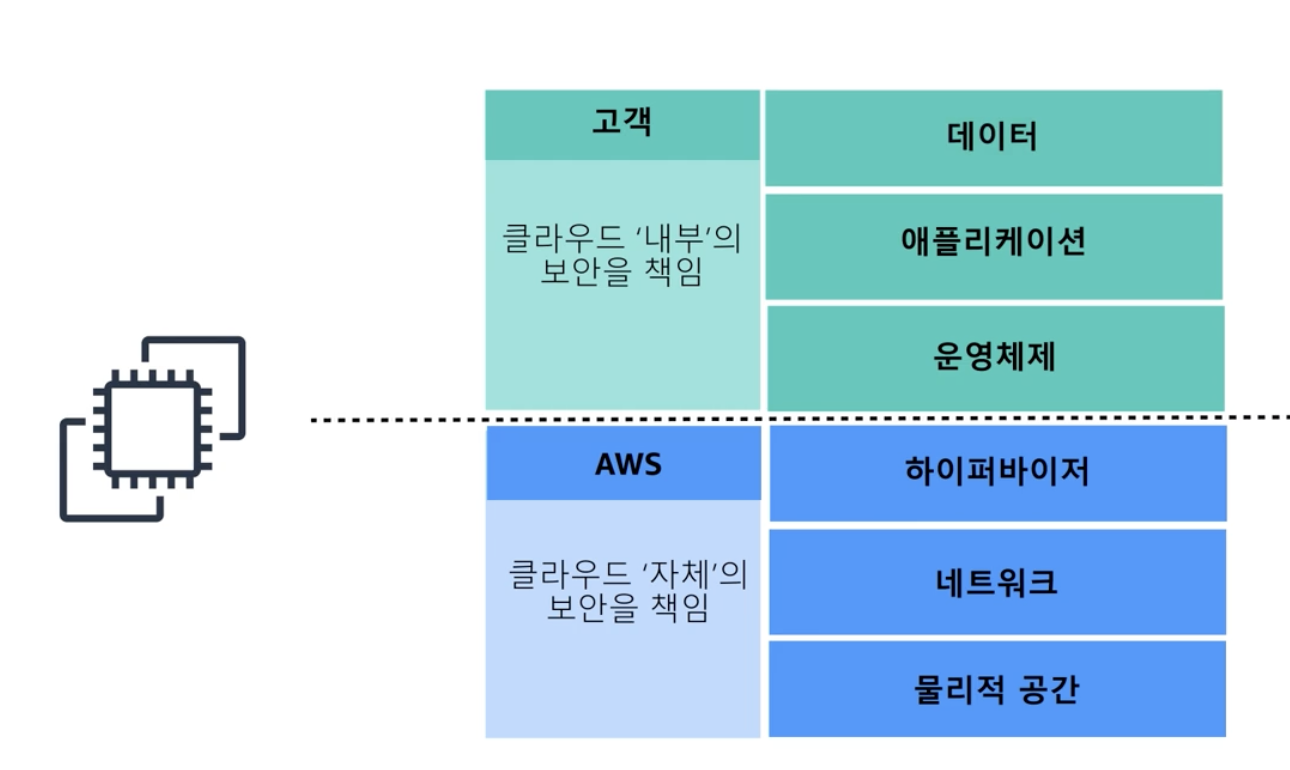 고객
클라우드 ‘내부’의
보안을 책임
데이터
애플리케이션
운영체제
AWS
클라우드 ‘자체’의
보안을 책임
하이퍼바이저
네트워크
물리적 공간